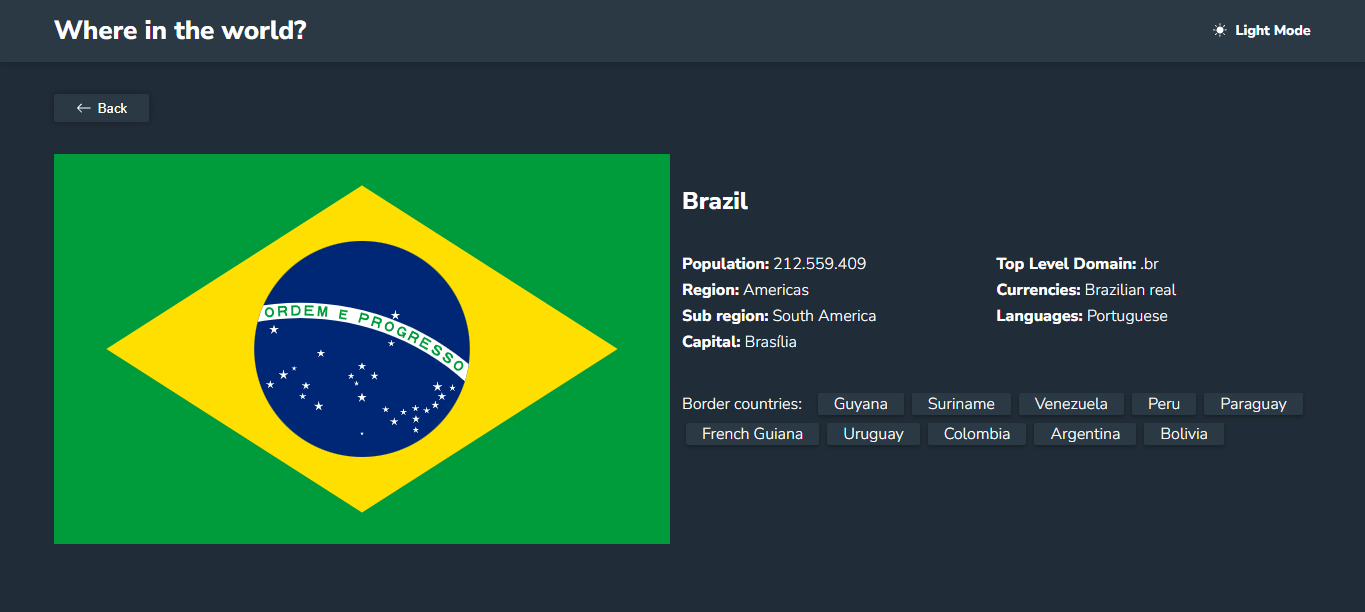 Where in the world?
Light Mode
Back
ORDEM E PROGRESSO
Brazil
Population: 212.559.409
Region: Americas
Sub region: South America
Capital: Brasília
Top Level Domain: .br
Currencies: Brazilian real
Languages: Portuguese
Border countries: Guyana Suriname Venezuela Peru Paraguay
French Guiana Uruguay Colombia Argentina Bolivia